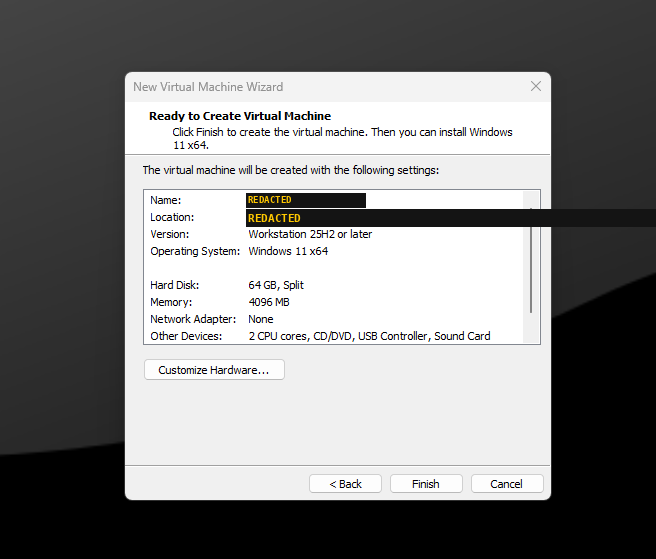 New Virtual Machine Wizard
Ready to Create Virtual Machine
Click Finish to create the virtual machine. Then you can install Windows
11 x64.
The virtual machine will be created with the following settings:
Name: REDACTED
Location: REDACTED
Version: Workstation 25H2 or later
Operating System: Windows 11 x64
Hard Disk: 64 GB, Split
Memory: 4096 MB
Network Adapter: None
Other Devices: 2 CPU cores, CD/DVD, USB Controller, Sound Card
Customize Hardware...
< Back Finish Cancel